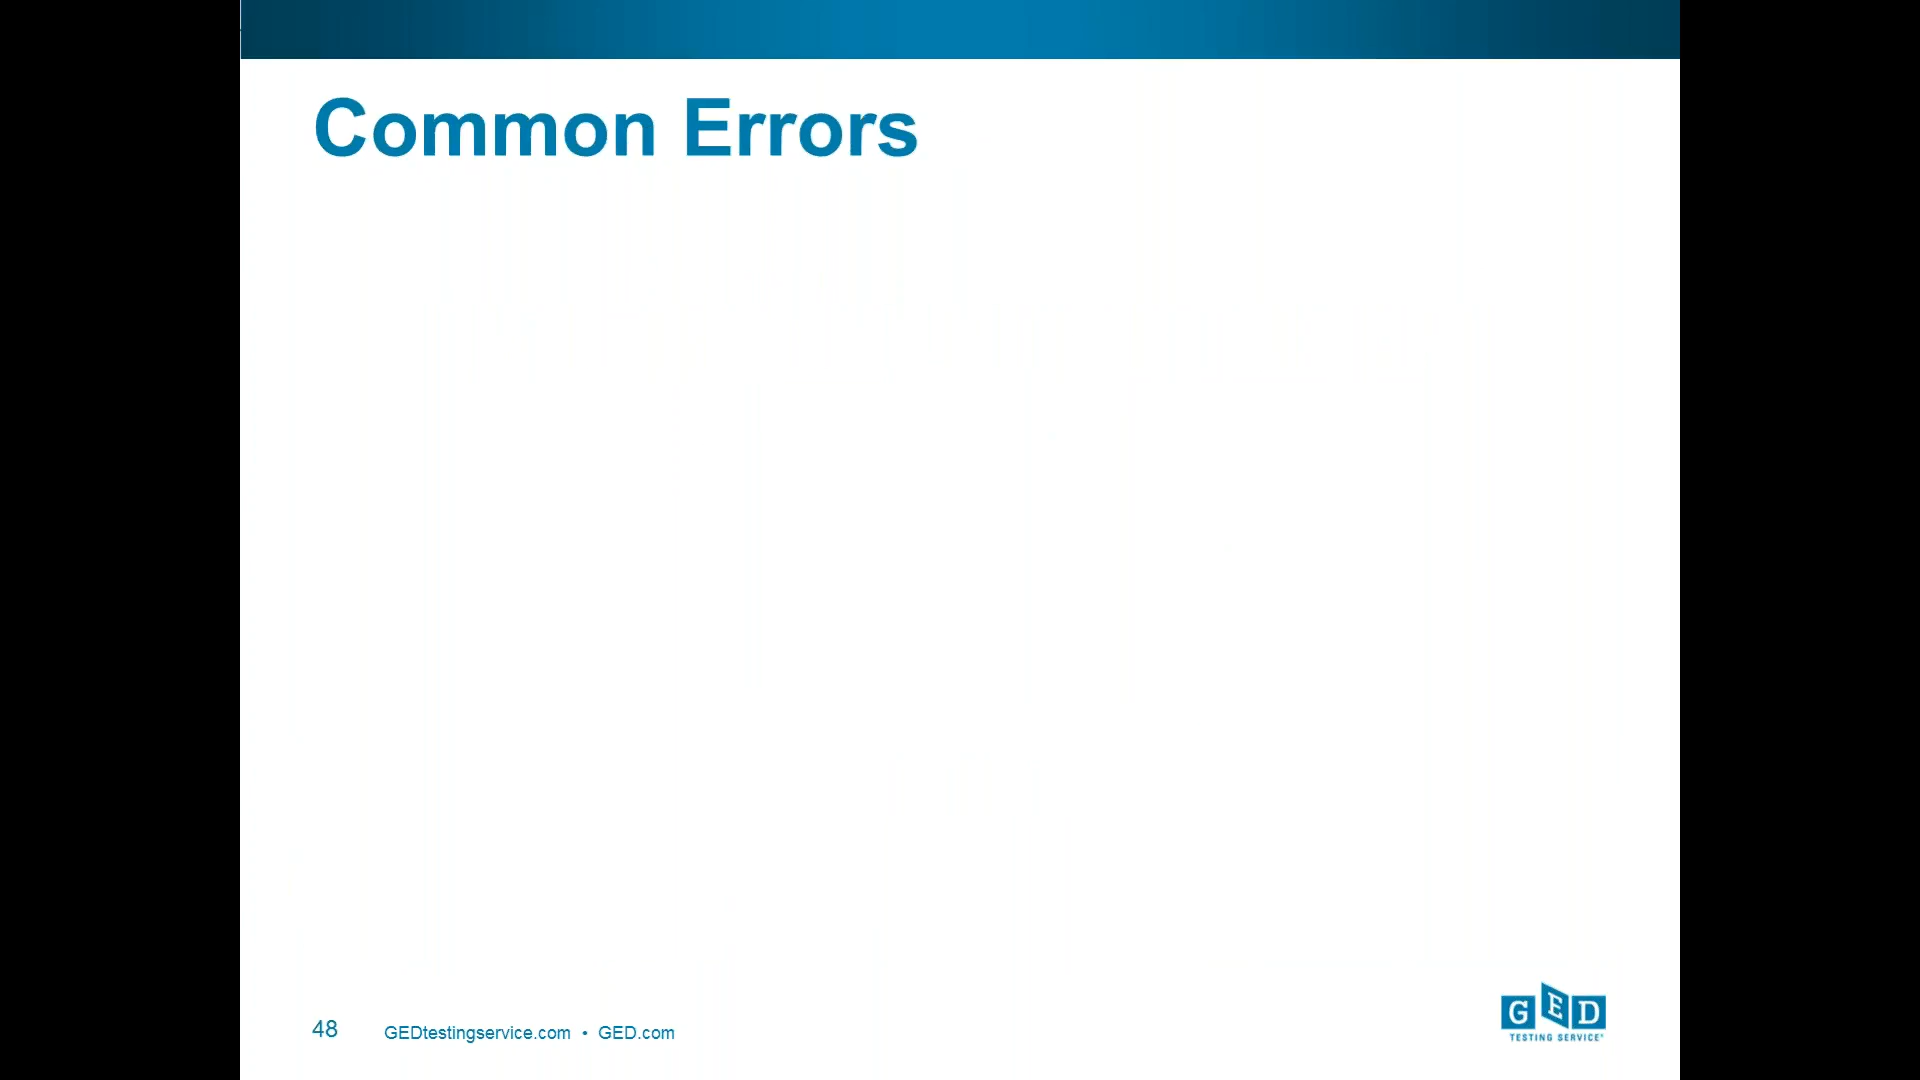 Common Errors
48
GEDtestingservice.com • GED.com
GED
TESTING SERVICE®